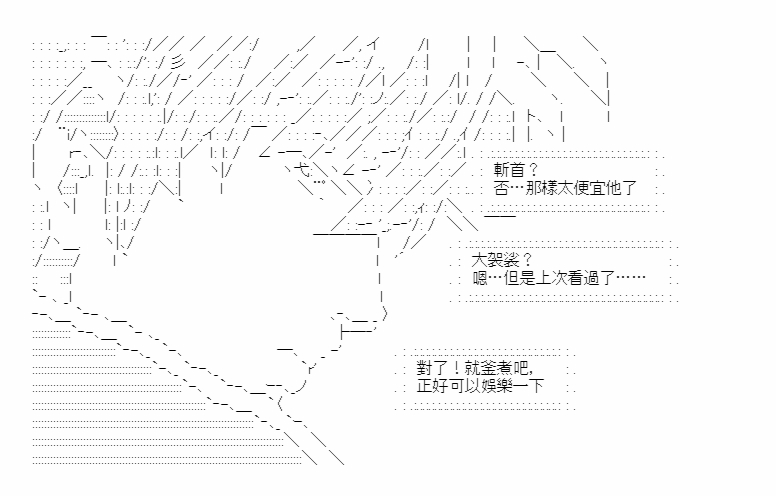 斬首？
否…那樣太便宜他了
大袈裟？
嗯…但是上次看過了……
對了！就釜煮吧，
正好可以娛樂一下